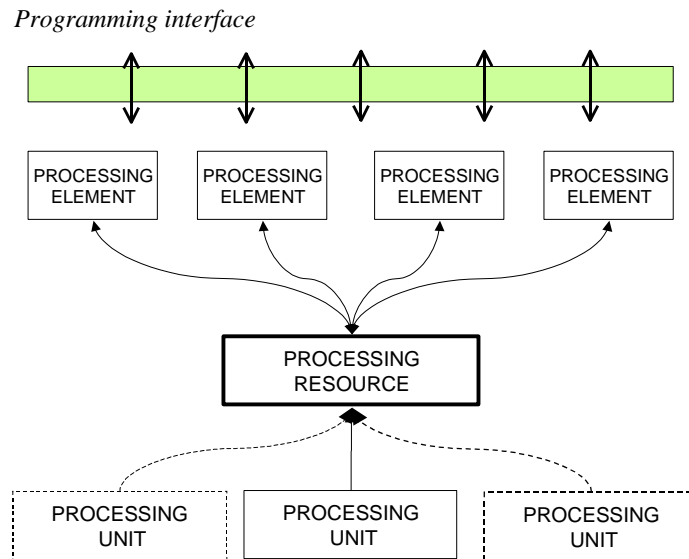 Programming interface
PROCESSING
ELEMENT
PROCESSING
ELEMENT
PROCESSING
ELEMENT
PROCESSING
ELEMENT
PROCESSING
RESOURCE
PROCESSING
UNIT
PROCESSING
UNIT
PROCESSING
UNIT